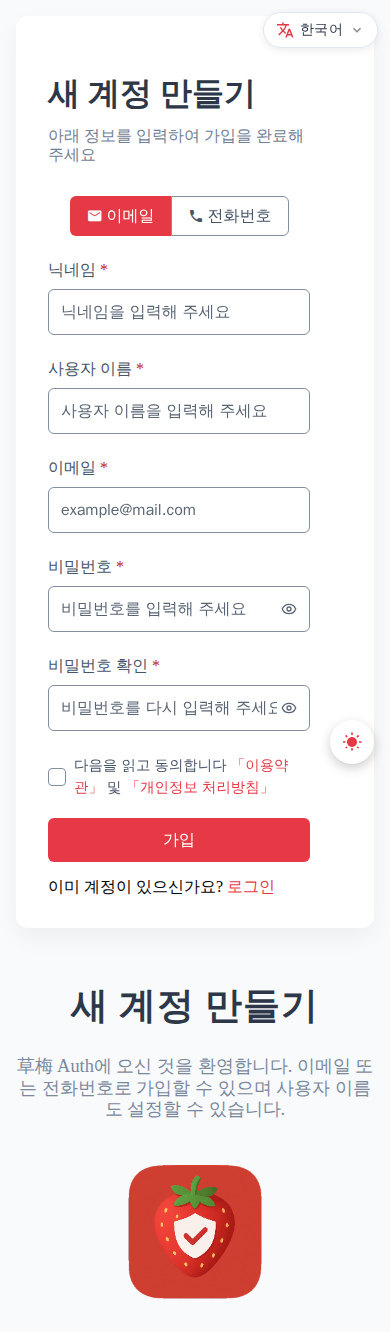 한국어
새 계정 만들기
아래 정보를 입력하여 가입을 완료해
주세요
이메일
전화번호
닉네임 *
닉네임을 입력해 주세요
사용자 이름 *
사용자 이름을 입력해 주세요
이메일 *
example@mail.com
비밀번호 *
비밀번호를 입력해 주세요
비밀번호 확인 *
비밀번호를 다시 입력해 주세요
다음을 읽고 동의합니다 「이용약
관」 및 「개인정보 처리방침」
가입
이미 계정이 있으신가요? 로그인
새 계정 만들기
草梅 Auth에 오신 것을 환영합니다. 이메일 또
는 전화번호로 가입할 수 있으며 사용자 이름
도 설정할 수 있습니다.